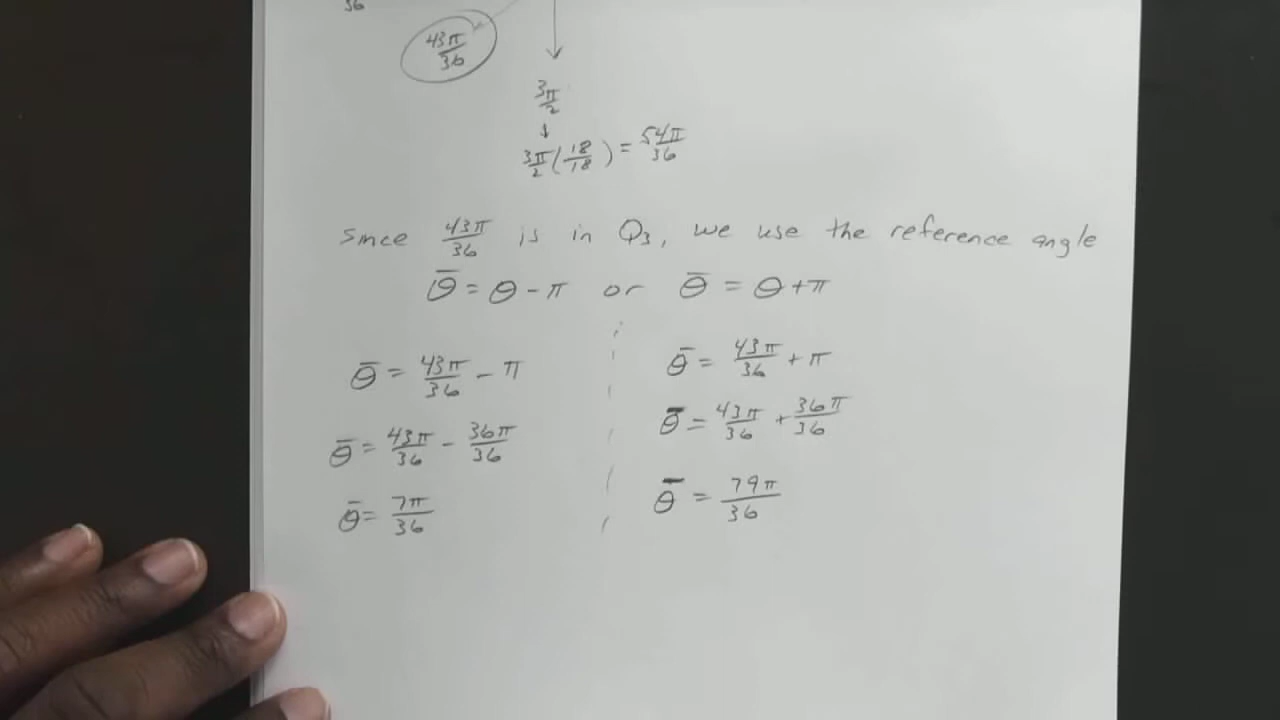 36
43π/36
3π/2
↓
3π/2 (18/18) = 54π/36
Since 43π/36 is in Q₃, we use the reference angle
θ̄ = θ - π or θ̄ = θ + π
θ̄ = 43π/36 - π
θ̄ = 43π/36 - 36π/36
θ̄ = 7π/36
θ̄ = 43π/36 + π
θ̄ = 43π/36 + 36π/36
θ̄ = 79π/36